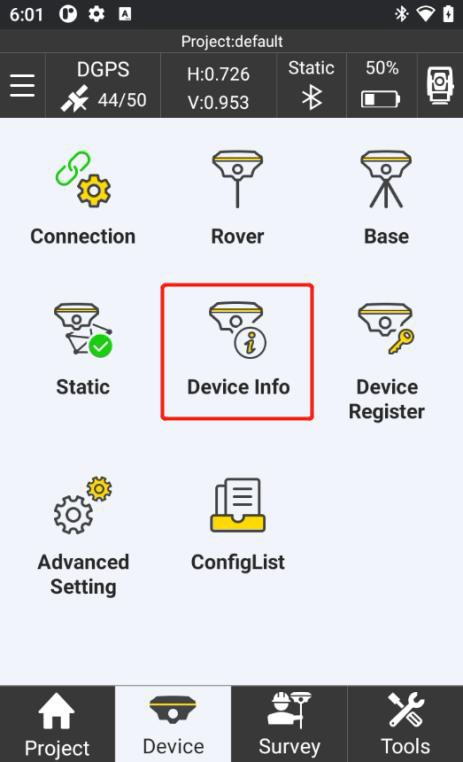 6:01
Project:default
DGPS
44/50
H:0.726
V:0.953
Static
50%
Connection
Rover
Base
Static
Device Info
Device
Register
Advanced
Setting
ConfigList
Project
Device
Survey
Tools